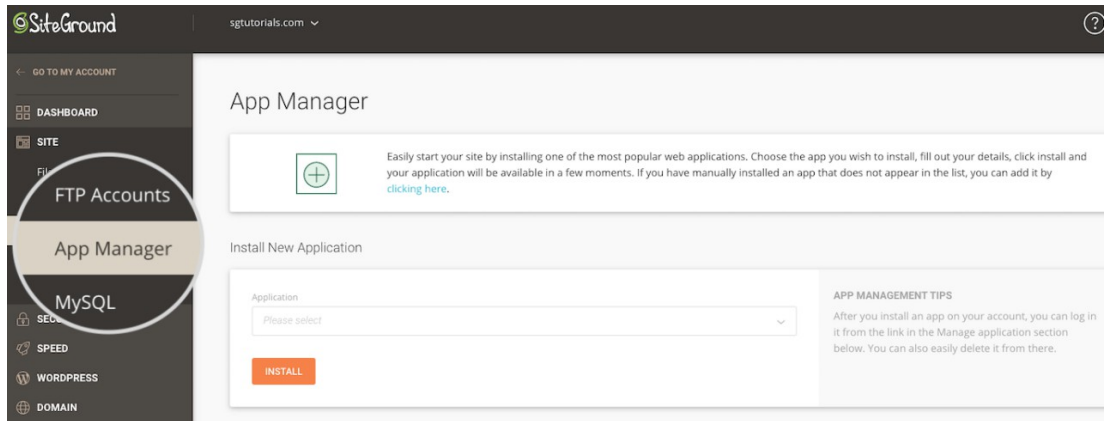 SiteGround
sgtutorials.com
?
GO TO MY ACCOUNT
DASHBOARD
SITE
FTP Accounts
App Manager
MySQL
SPEED
WORDPRESS
DOMAIN
App Manager
Easily start your site by installing one of the most popular web applications. Choose the app you wish to install, fill out your details, click install and
your application will be available in a few moments. If you have manually installed an app that does not appear in the list, you can add it by
clicking here.
Install New Application
Application
Please select
INSTALL
APP MANAGEMENT TIPS
After you install an app on your account, you can log in
it from the link in the Manage application section
below. You can also easily delete it from there.